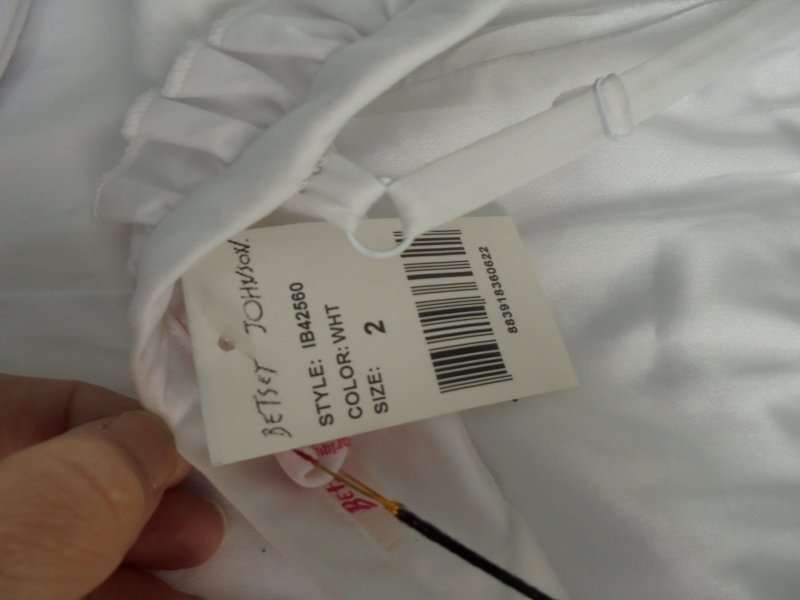 BETSEY JOHNSON.
STYLE: IB42560
COLOR: WHT
SIZE: 2
883918360622